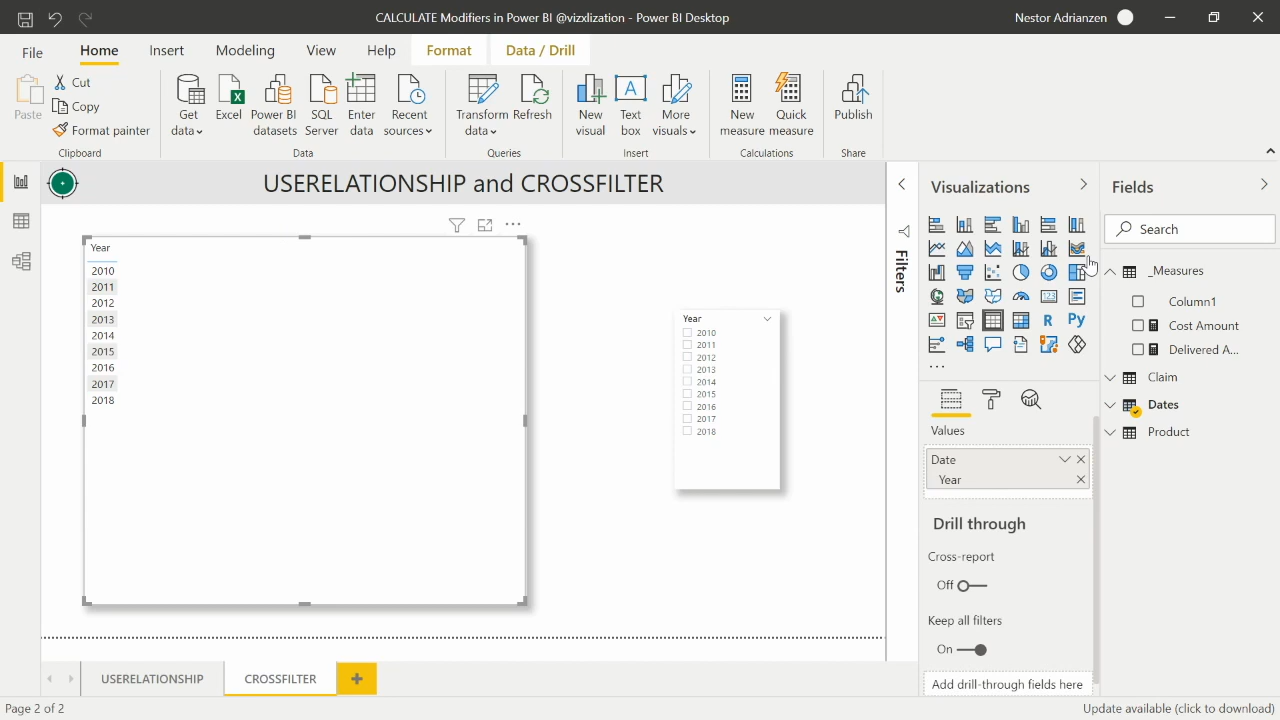 CALCULATE Modifiers in Power BI @vizxlization - Power BI Desktop
Nestor Adrianzen
File
Home
Insert
Modeling
View
Help
Format
Data / Drill
Paste
Cut
Copy
Format painter
Clipboard
Get data
Excel
Power BI datasets
SQL Server
Enter data
Recent sources
Data
Transform data
Refresh
Queries
New visual
Text box
More visuals
Insert
New measure
Quick measure
Calculations
Publish
Share
USERELATIONSHIP and CROSSFILTER
Year
2010
2011
2012
2013
2014
2015
2016
2017
2018
Year
2010
2011
2012
2013
2014
2015
2016
2017
2018
Filters
Visualizations
123
R
Py
Values
Date
Year
Drill through
Cross-report
Off
Keep all filters
On
Add drill-through fields here
Fields
Search
_Measures
Column1
Cost Amount
Delivered A...
Claim
Dates
Product
USERELATIONSHIP
CROSSFILTER
Page 2 of 2
Update available (click to download)